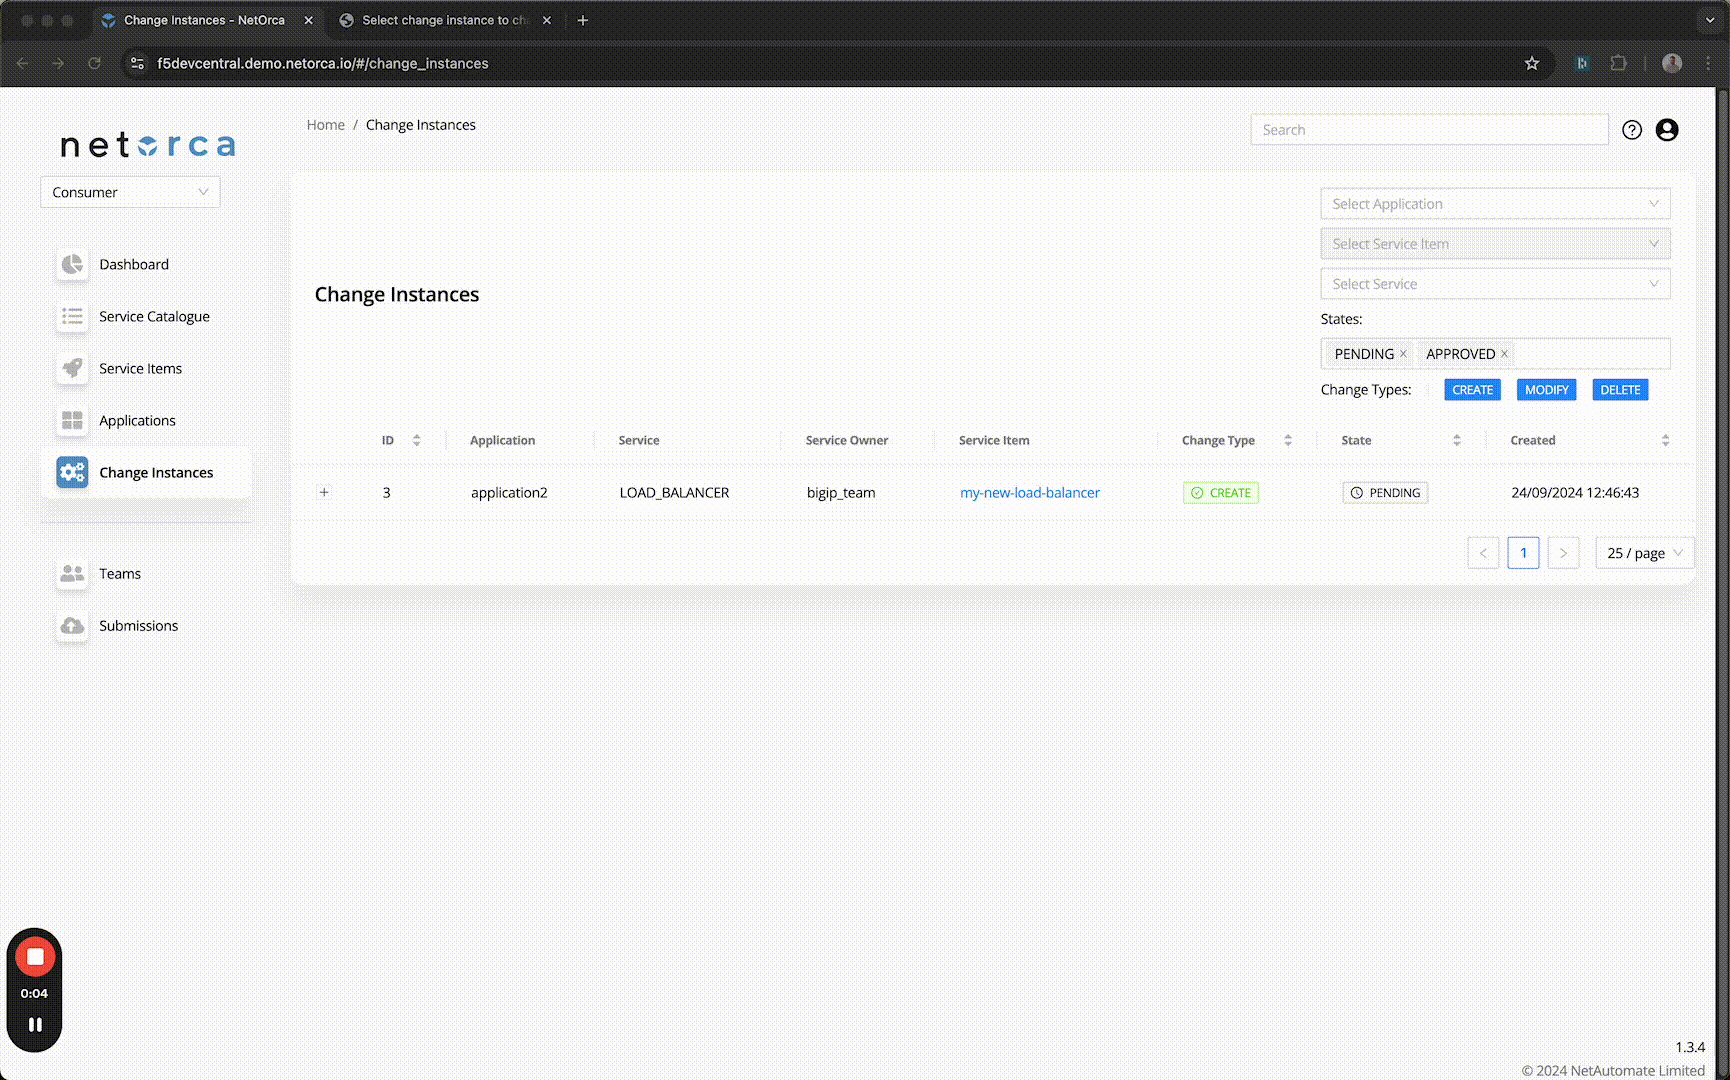 Change Instances - NetOrca
Select change instance to ch
f5devcentral.demo.netorca.io/#/change_instances
netorca
Home / Change Instances
Search
Consumer
Dashboard
Service Catalogue
Service Items
Applications
Change Instances
Teams
Submissions
Change Instances
Select Application
Select Service Item
Select Service
States:
PENDING × APPROVED ×
Change Types: CREATE MODIFY DELETE
ID Application Service Service Owner Service Item Change Type State Created
+ 3 application2 LOAD_BALANCER bigip_team my-new-load-balancer CREATE PENDING 24/09/2024 12:46:43
< 1 > 25 / page
0:04
1.3.4
© 2024 NetAutomate Limited